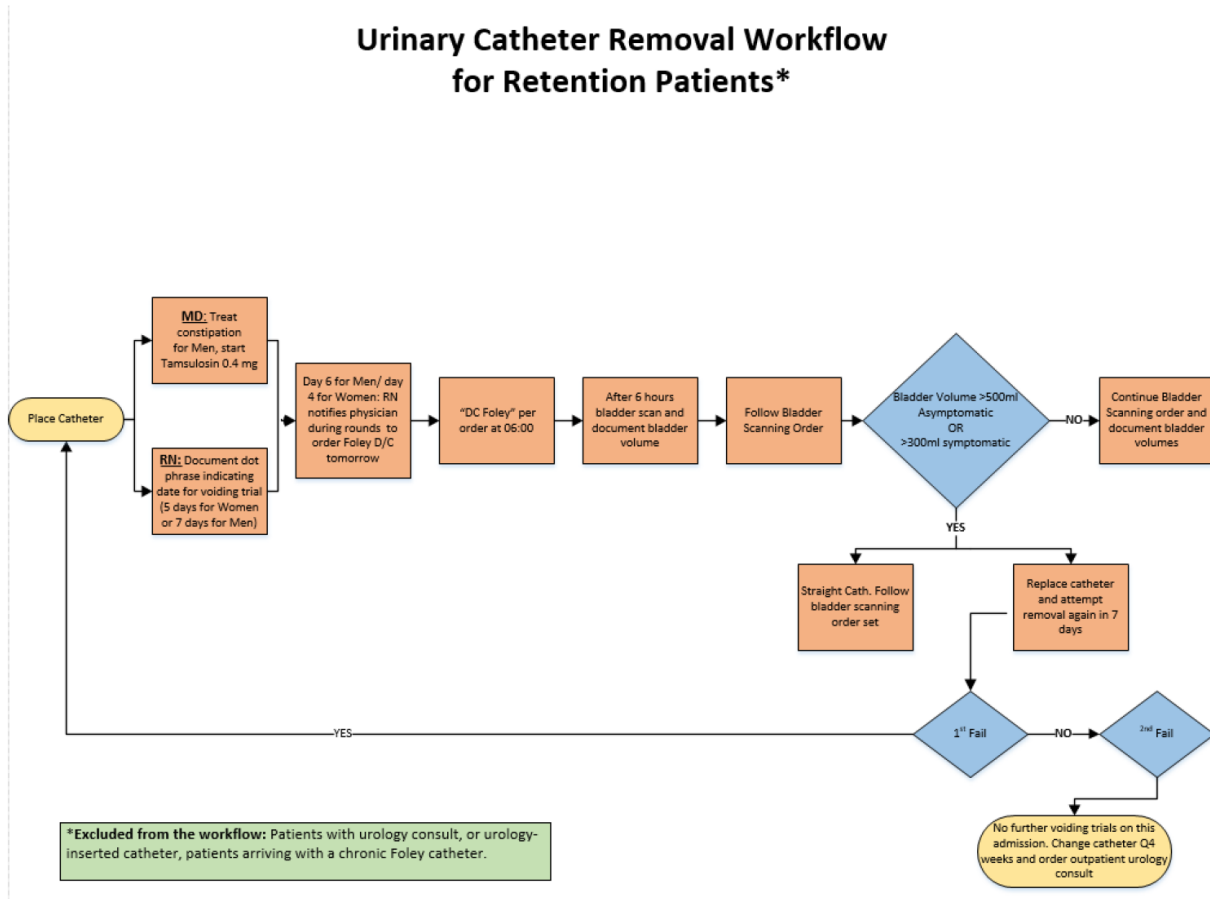 Urinary Catheter Removal Workflow
for Retention Patients*
Place Catheter
MD: Treat
constipation
for Men, start
Tamsulosin 0.4 mg
RN: Document dot
phrase indicating
date for voiding trial
(5 days for Women
or 7 days for Men)
Day 6 for Men/ day
4 for Women: RN
notifies physician
during rounds to
order Foley D/C
tomorrow
“DC Foley” per
order at 06:00
After 6 hours
bladder scan and
document bladder
volume
Follow Bladder
Scanning Order
Bladder Volume >500ml
Asymptomatic
OR
>300ml symptomatic
NO
Continue Bladder
Scanning order and
document bladder
volumes
YES
Straight Cath. Follow
bladder scanning
order set
Replace catheter
and attempt
removal again in 7
days
1st Fail
YES
NO
2nd Fail
No further voiding trials on this
admission. Change catheter Q4
weeks and order outpatient urology
consult
*Excluded from the workflow: Patients with urology consult, or urology-
inserted catheter, patients arriving with a chronic Foley catheter.